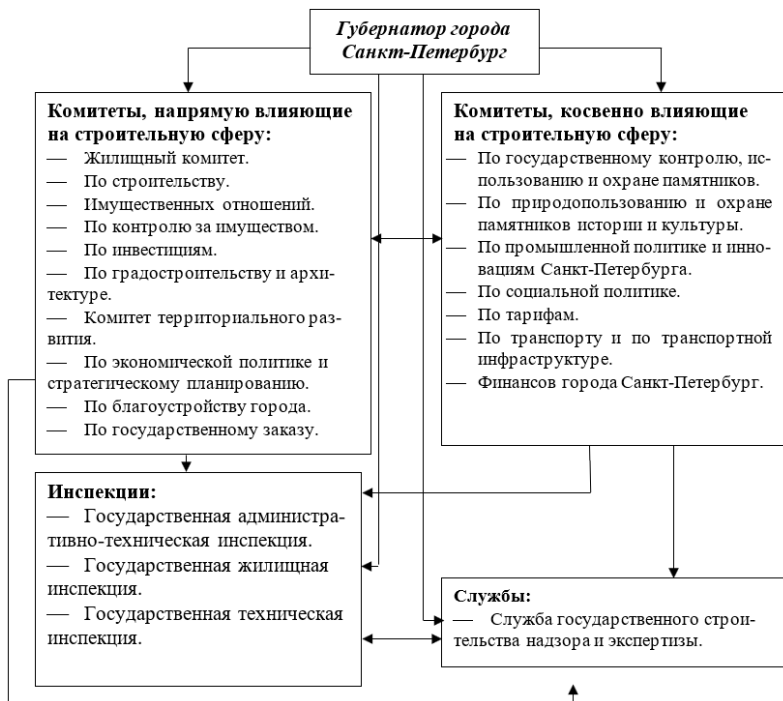 Губернатор города
Санкт-Петербург
Комитеты, напрямую влияющие
на строительную сферу:
— Жилищный комитет.
— По строительству.
— Имущественных отношений.
— По контролю за имуществом.
— По инвестициям.
— По градостроительству и архи-
тектуре.
— Комитет территориального раз-
вития.
— По экономической политике и
стратегическому планированию.
— По благоустройству города.
— По государственному заказу.
Комитеты, косвенно влияющие
на строительную сферу:
— По государственному контролю, ис-
пользованию и охране памятников.
— По природопользованию и охране
памятников истории и культуры.
— По промышленной политике и инно-
вациям Санкт-Петербурга.
— По социальной политике.
— По тарифам.
— По транспорту и по транспортной
инфраструктуре.
— Финансов города Санкт-Петербург.
Инспекции:
— Государственная администра-
тивно-техническая инспекция.
— Государственная жилищная
инспекция.
— Государственная техническая
инспекция.
Службы:
— Служба государственного строи-
тельства надзора и экспертизы.